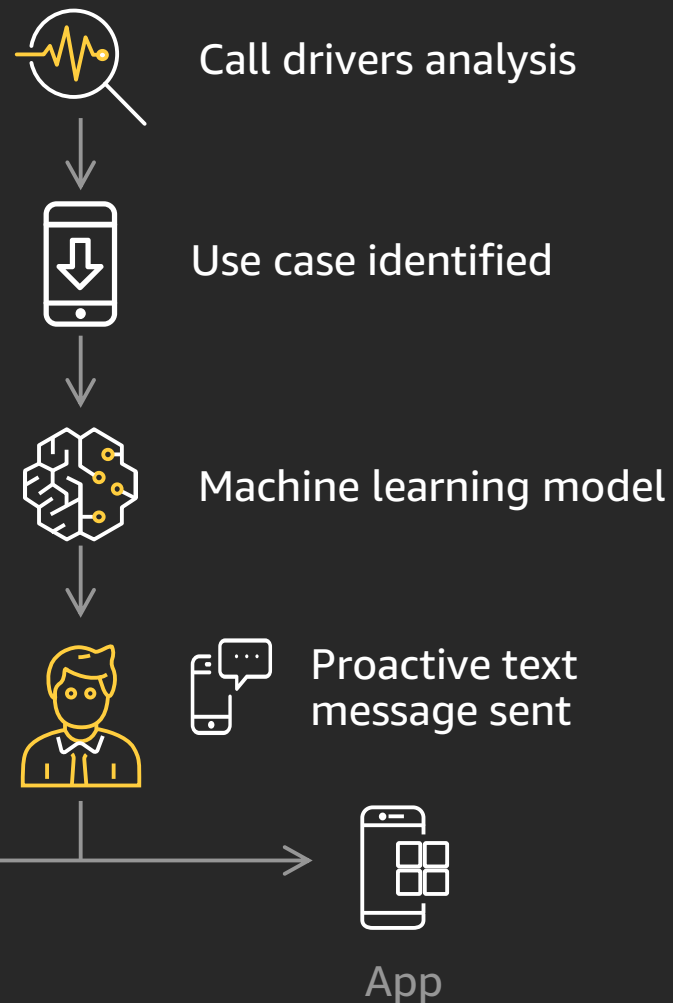 Call drivers analysis
Use case identified
Machine learning model
Proactive text
message sent
App